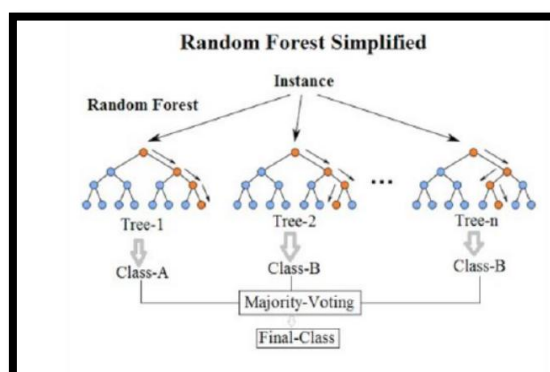 Random Forest Simplified
Instance
Random Forest
...
Tree-1 Tree-2 Tree-n
Class-A Class-B Class-B
Majority-Voting
Final-Class